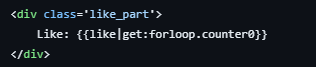 <div class='like_part'>
Like: {{like|get:forloop.counter0}}
</div>